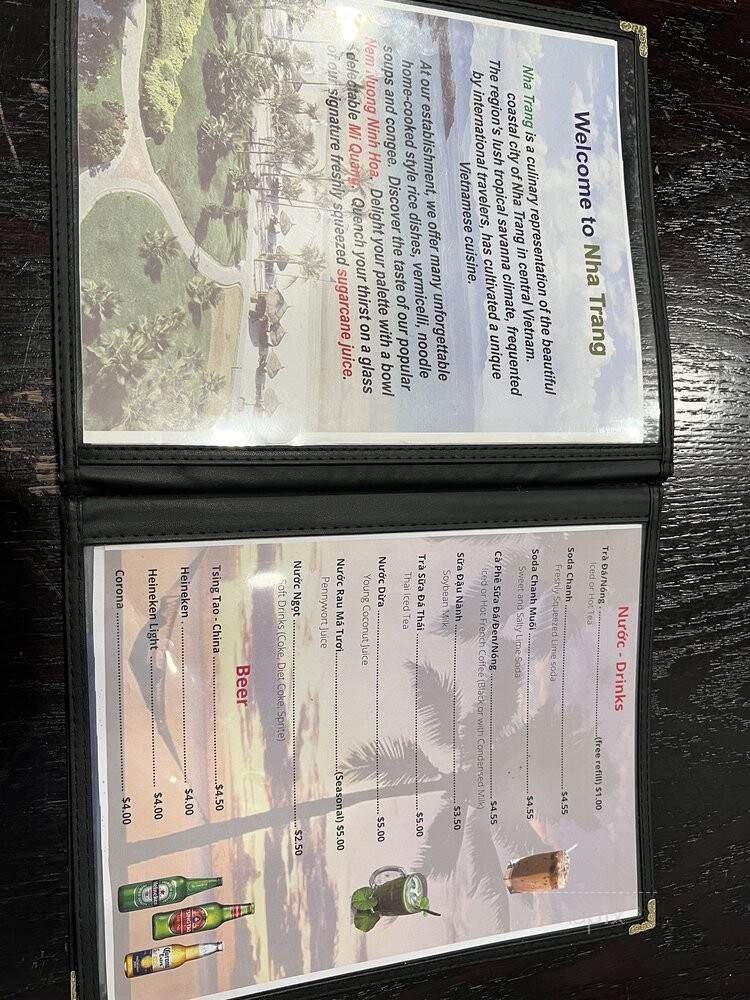 Welcome to Nha Trang
Nha Trang is a culinary representation of the beautiful
coastal city of Nha Trang in central Vietnam.
The region's lush tropical savanna climate, frequented
by international travelers, has cultivated a unique
Vietnamese cuisine.
At our establishment, we offer many unforgettable
home-cooked style rice dishes, vermicelli, noodle
soups and congee. Discover the taste of our popular
Nem Nuong Ninh Hoa. Delight your palette with a bowl
of delectable Mi Quang. Quench your thirst on a glass
of our signature freshly squeezed sugarcane juice.
Nước - Drinks
Trà Đá/Nóng ..........(free refill) $1.00
Iced or Hot Tea
Soda Chanh .......... $4.55
Freshly Squeezed Lime soda
Soda Chanh Muối .......... $4.55
Sweet and Salty Lime Soda
Cà Phê Sữa Đá/Đen/Nóng .......... $4.55
Iced or Hot French Coffee (Black or with Condensed Milk)
Sữa Đậu Nành .......... $3.50
Soybean Milk
Trà Sữa Đá Thái .......... $5.00
Thai Iced Tea
Nước Dừa .......... $5.00
Young Coconut Juice
Nước Rau Má Tươi..........(Seasonal) $5.00
Pennywort Juice
Nước Ngọt .......... $2.50
Soft Drinks (Coke, Diet Coke, Sprite)
Beer
Tsing Tao - China ..........$4.50
Heineken .......... $4.00
Heineken Light .......... $4.00
Corona .......... $4.00
Heineken
TSINGTAO
Corona